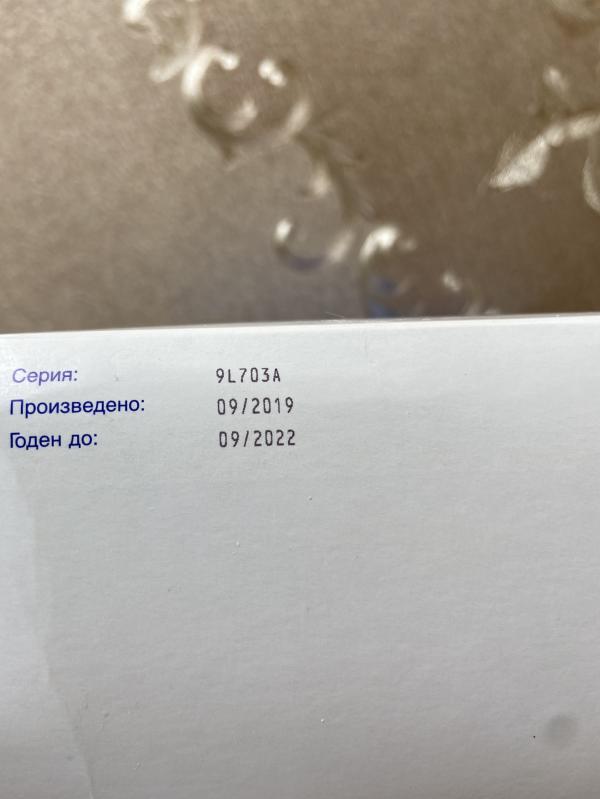 Серия: 9L703A
Произведено: 09/2019
Годен до: 09/2022